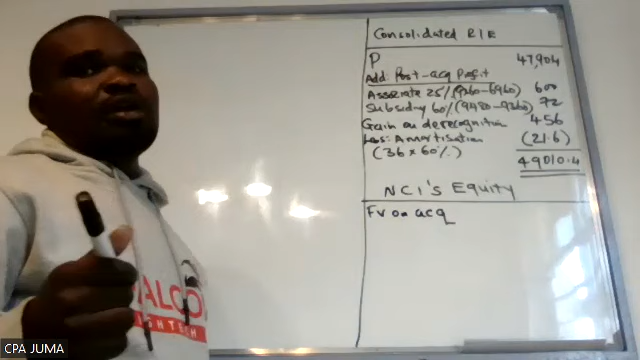 Consolidated R/E
P 47,904
Add: Post-acq Profit
Associate 25% (9360-6960) 600
Subsidiary 60% (9480-9360) 72
Gain on derecognition 456
Less: Amortisation (21.6)
(36 x 60%)
49010.4
NCI's Equity
FV on acq
CPA JUMA